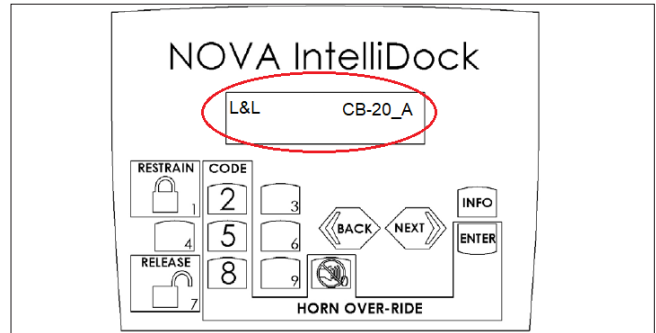 NOVA IntelliDock
L&L CB-20_A
RESTRAIN CODE
1 2 3
INFO
BACK NEXT
4 5 6
ENTER
RELEASE
7 8 9
HORN OVER-RIDE